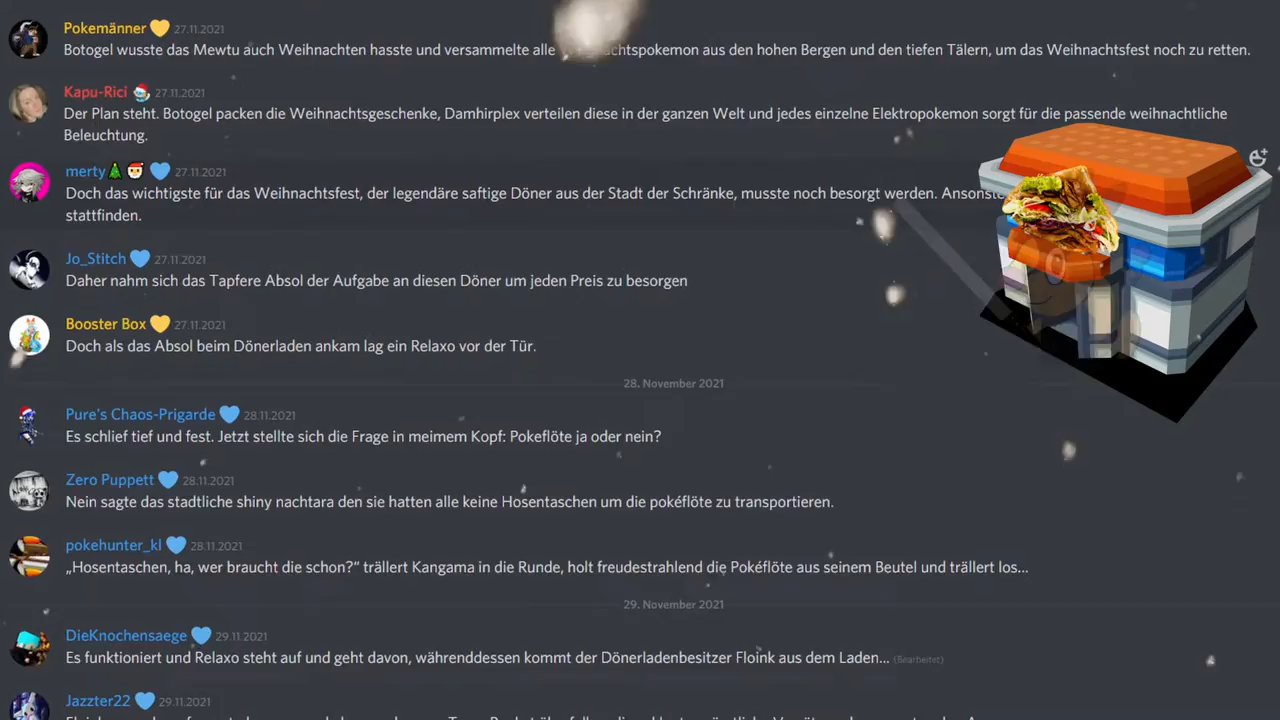 Pokemänner 27.11.2021
Botogel wusste das Mewtu auch Weihnachten hasste und versammelte alle aus den hohen Bergen und den tiefen Tälern, um das Weihnachtsfest noch zu retten.
Kapu-Rici 27.11.2021
Der Plan steht. Botogel packen die Weihnachtsgeschenke, Damhirplex verteilen diese in der ganzen Welt und jedes einzelne Elektropokemon sorgt für die passende weihnachtliche
Beleuchtung.
merty 27.11.2021
Doch das wichtigste für das Weihnachtsfest, der legendäre saftige Döner aus der Stadt der Schränke, musste noch besorgt werden.
stattfinden.
Jo_Stitch 27.11.2021
Daher nahm sich das Tapfere Absol der Aufgabe an diesen Döner um jeden Preis zu besorgen
Booster Box 27.11.2021
Doch als das Absol beim Dönerladen ankam lag ein Relaxo vor der Tür.
28. November 2021
Pure's Chaos-Prigarde 28.11.2021
Es schlief tief und fest. Jetzt stellte sich die Frage in meimem Kopf: Pokeflöte ja oder nein?
Zero Puppett 28.11.2021
Nein sagte das stadtliche shiny nachtara den sie hatten alle keine Hosentaschen um die pokéflöte zu transportieren.
pokehunter_kl 28.11.2021
„Hosentaschen, ha, wer braucht die schon?“ trällert Kangama in die Runde, holt freudestrahlend die Pokéflöte aus seinem Beutel und trällert los...
29. November 2021
DieKnochensaege 29.11.2021
Es funktioniert und Relaxo steht auf und geht davon, währenddessen kommt der Dönerladenbesitzer Floink aus dem Laden... (Bearbeitet)
Jazzter22 29.11.2021